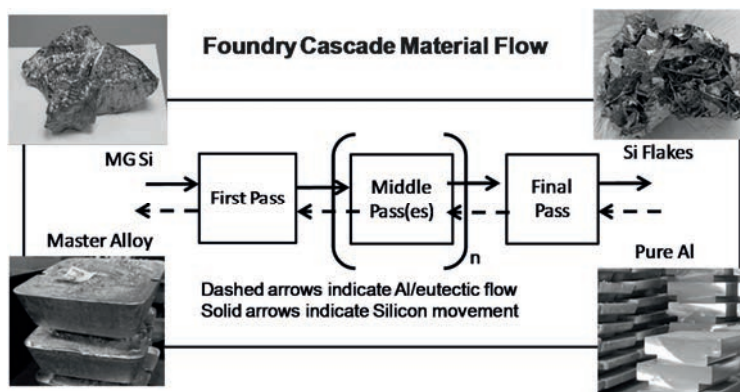 Foundry Cascade Material Flow
MG Si
Si Flakes
First Pass
Middle
Pass(es)
Final
Pass
n
Master Alloy
Pure Al
Dashed arrows indicate Al/eutectic flow
Solid arrows indicate Silicon movement